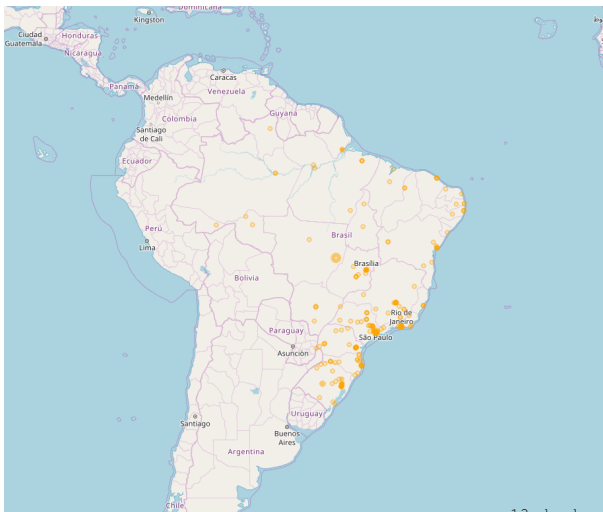 Dominicana
Kingston
Ciudad
Guatemala
Honduras
Nicaragua
Caracas
Panamá
Venezuela
Medellín
Guyana
Colombia
Santiago
de Cali
Ecuador
Perú
Brasil
Lima
Brasília
Bolivia
Rio de
Janeiro
Paraguay
São Paulo
Asunción
Uruguay
Santiago
Buenos
Aires
Argentina
Chile